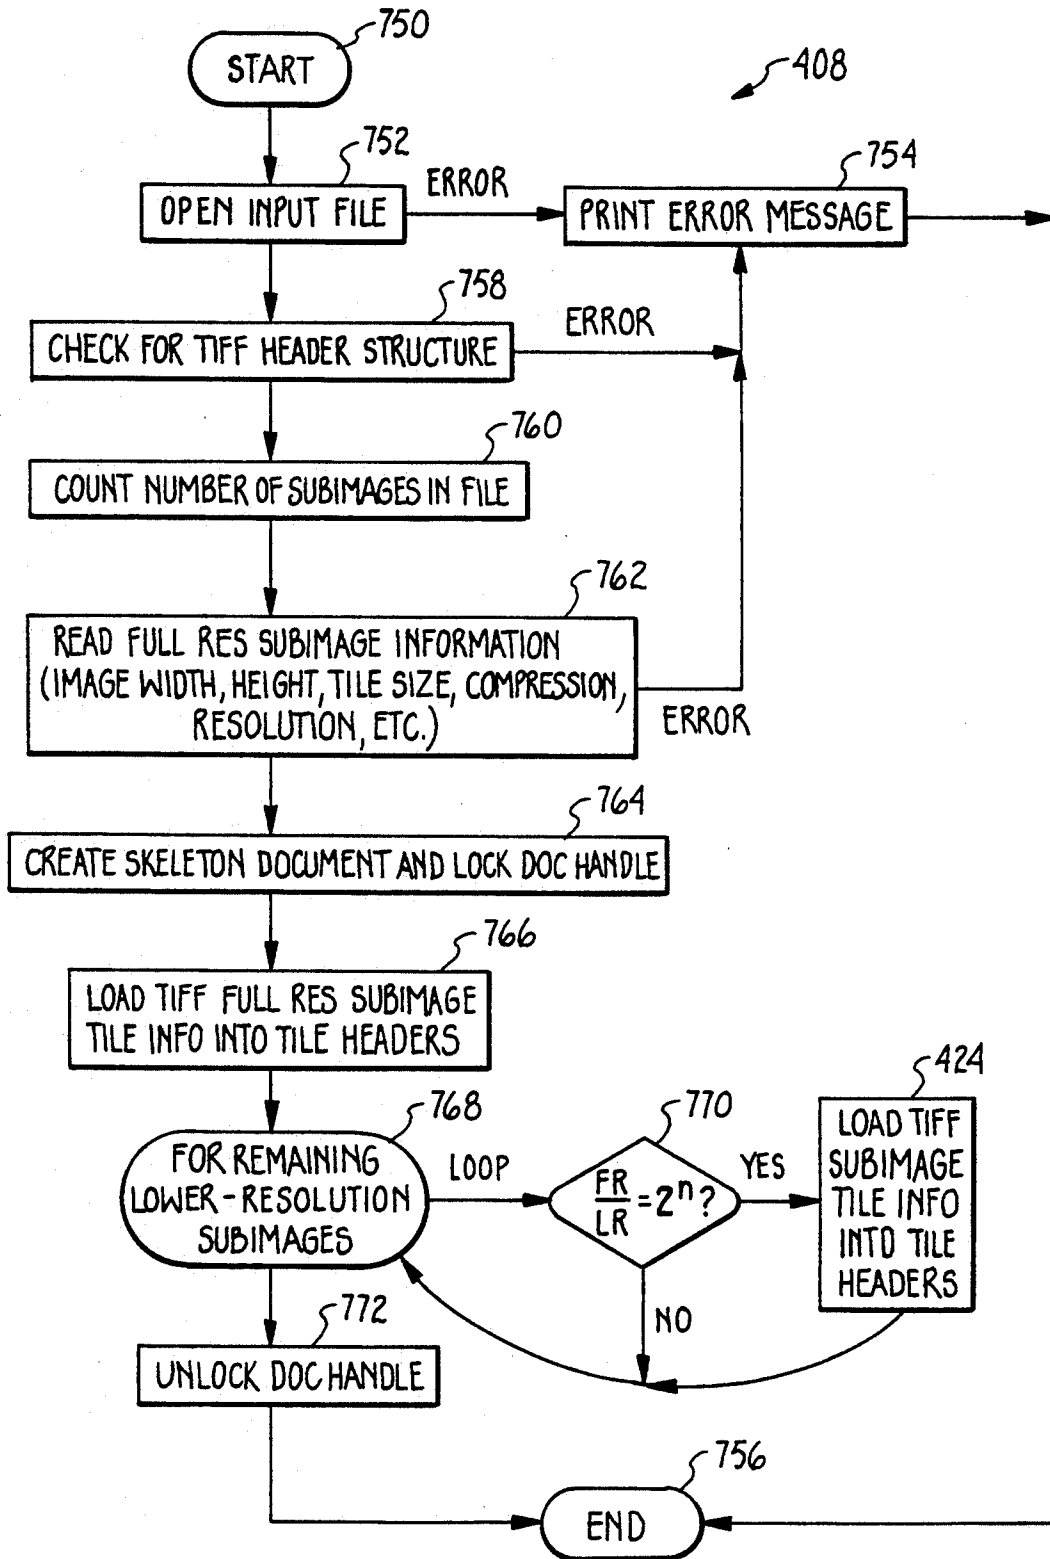 750
START
408
752
OPEN INPUT FILE
ERROR
754
PRINT ERROR MESSAGE
758
CHECK FOR TIFF HEADER STRUCTURE
ERROR
760
COUNT NUMBER OF SUBIMAGES IN FILE
762
READ FULL RES SUBIMAGE INFORMATION
(IMAGE WIDTH, HEIGHT, TILE SIZE, COMPRESSION,
RESOLUTION, ETC.)
ERROR
764
CREATE SKELETON DOCUMENT AND LOCK DOC HANDLE
766
LOAD TIFF FULL RES SUBIMAGE
TILE INFO INTO TILE HEADERS
768
FOR REMAINING
LOWER-RESOLUTION
SUBIMAGES
LOOP
770
FR/LR = 2ⁿ?
YES
NO
424
LOAD TIFF
SUBIMAGE
TILE INFO
INTO TILE
HEADERS
772
UNLOCK DOC HANDLE
756
END